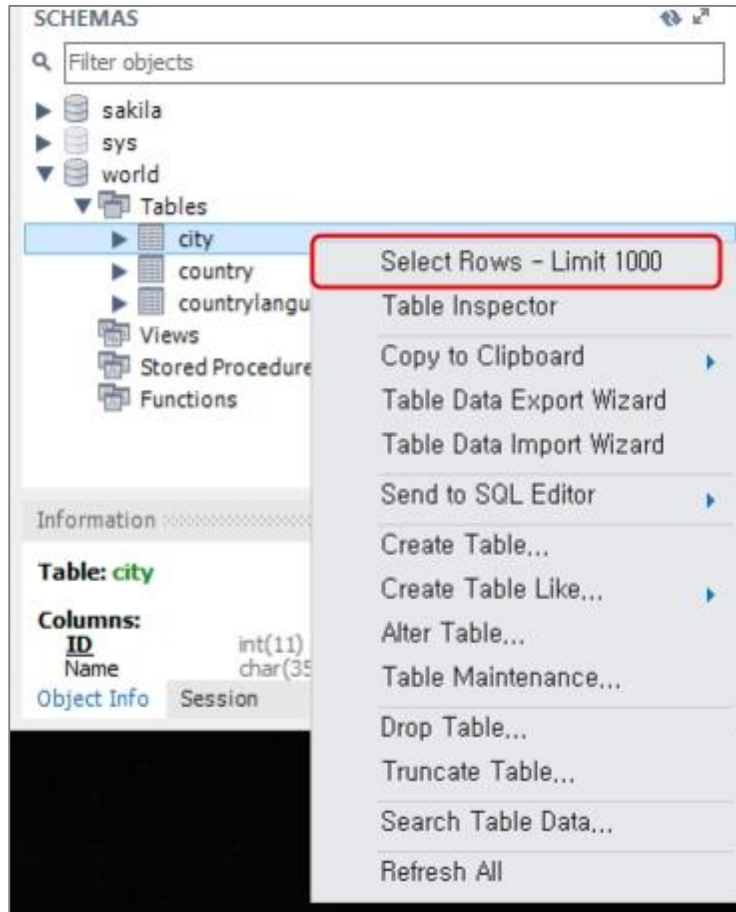 SCHEMAS
Filter objects
sakila
sys
world
Tables
city
country
countrylangu
Views
Stored Procedure
Functions
Information
Table: city
Columns:
ID int(11)
Name char(35
Object Info Session
Select Rows - Limit 1000
Table Inspector
Copy to Clipboard
Table Data Export Wizard
Table Data Import Wizard
Send to SQL Editor
Create Table...
Create Table Like...
Alter Table...
Table Maintenance...
Drop Table...
Truncate Table...
Search Table Data...
Refresh All